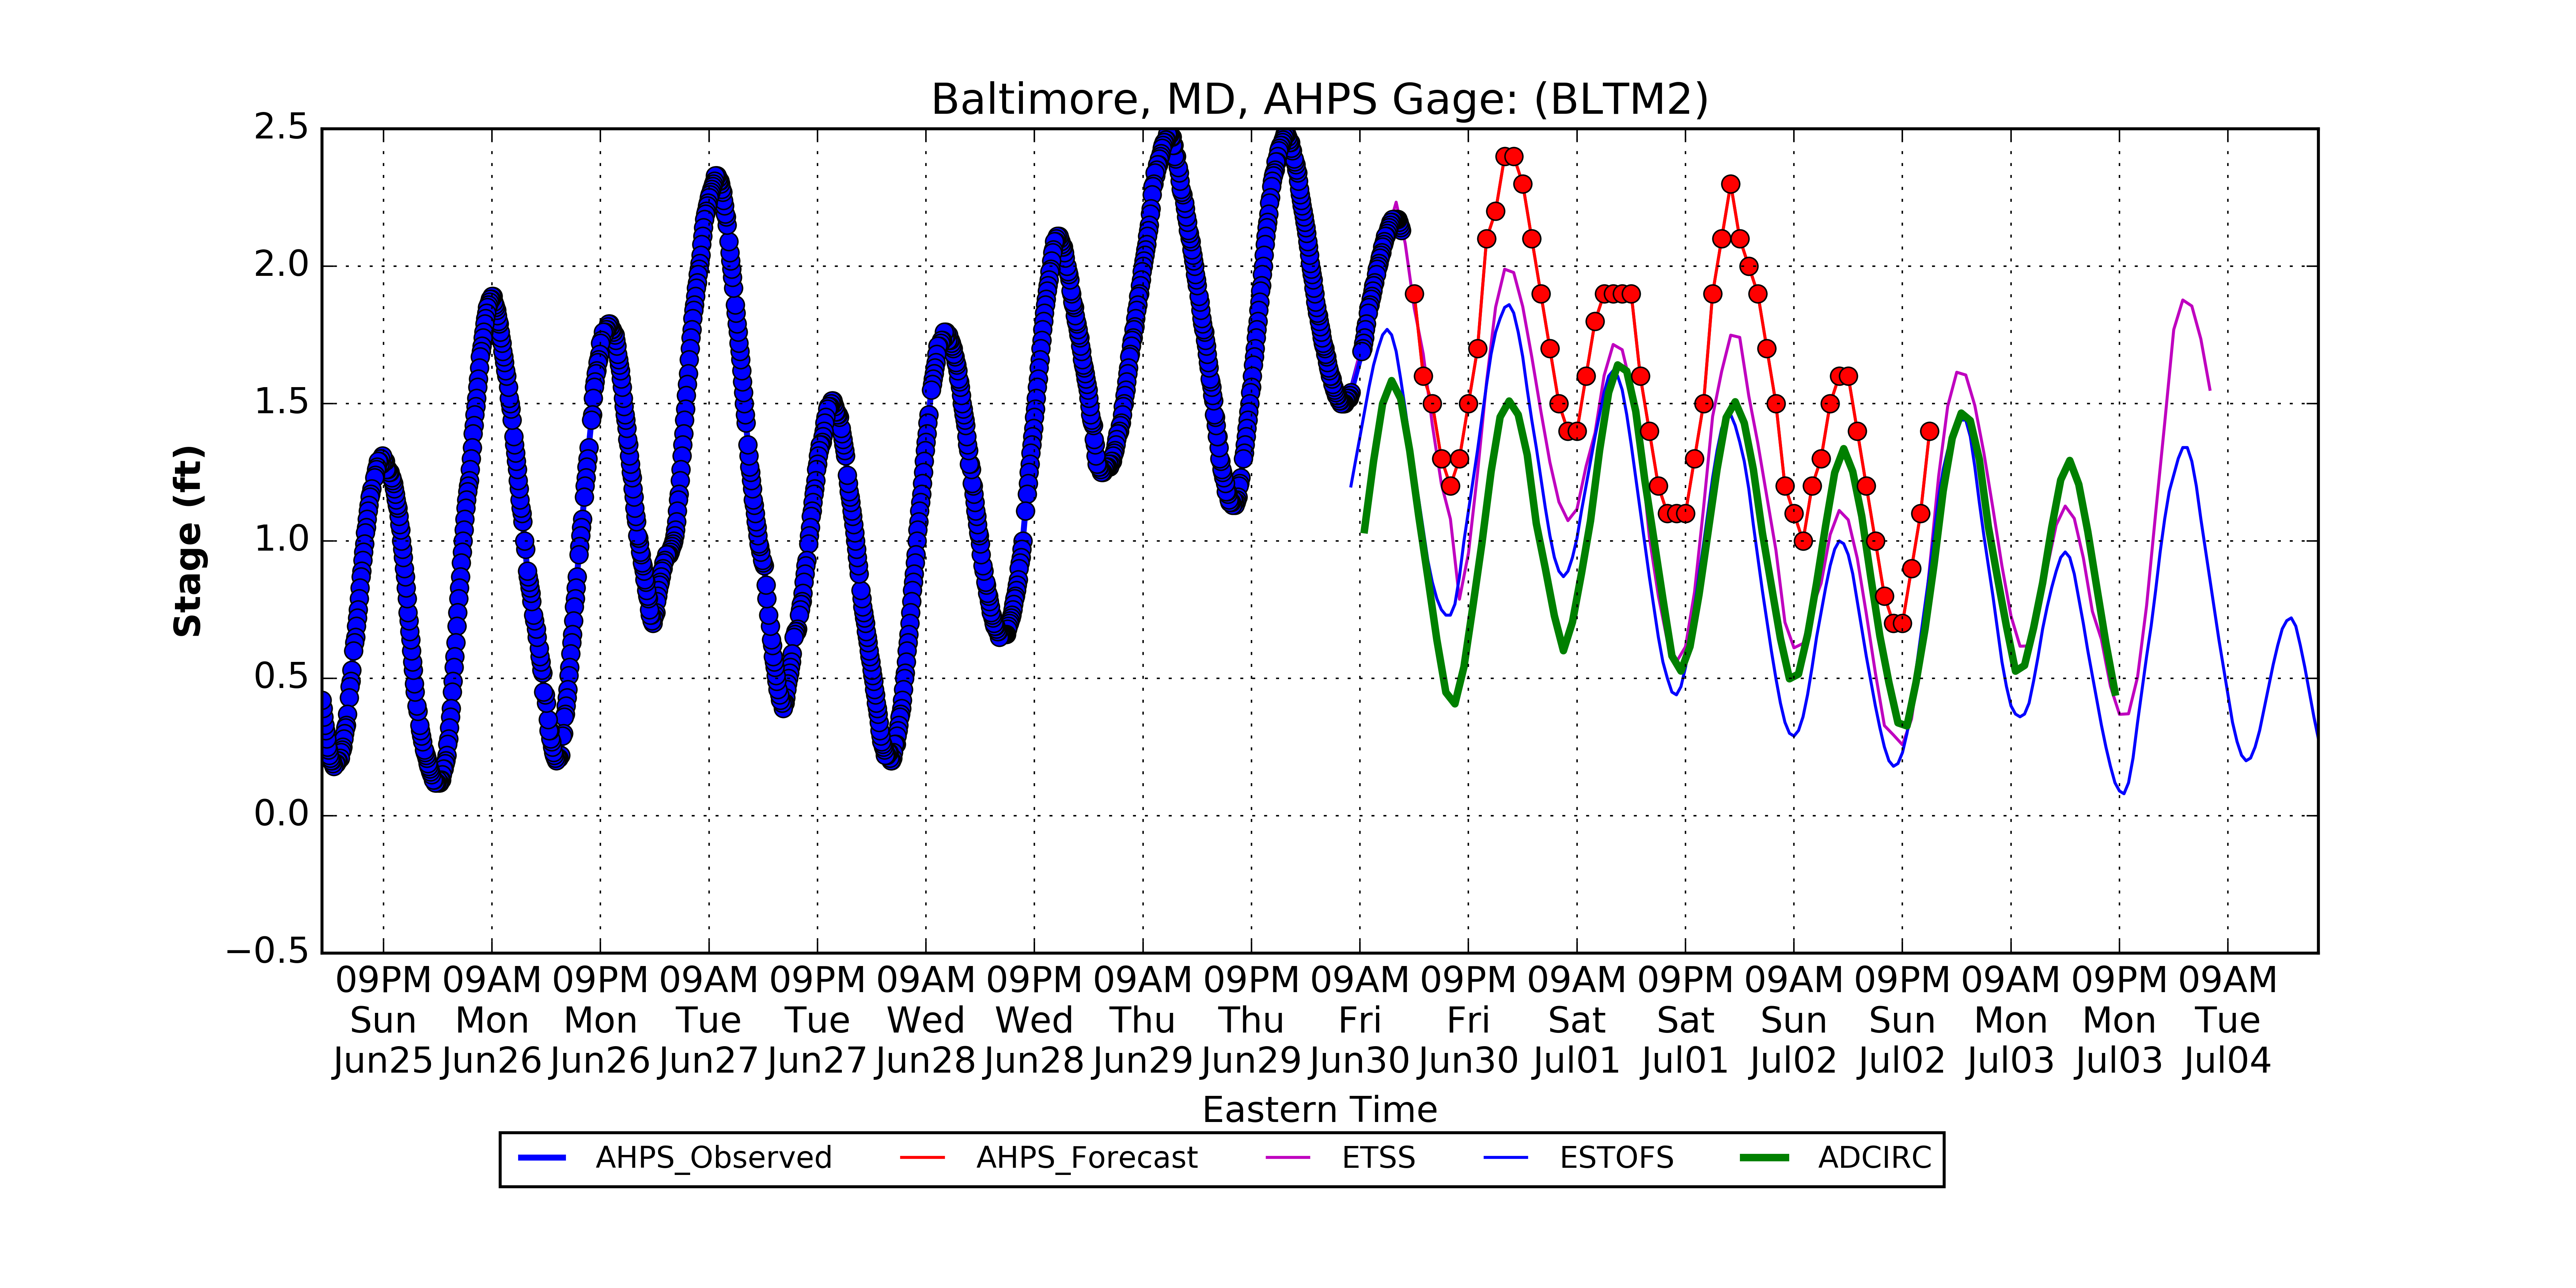 Baltimore, MD, AHPS Gage: (BLTM2)
2.5
2.0
1.5
1.0
0.5
0.0
−0.5
Stage (ft)
09PM 09AM 09PM 09AM 09PM 09AM 09PM 09AM 09PM 09AM 09PM 09AM 09PM 09AM 09PM 09AM 09PM 09AM
Sun Mon Mon Tue Tue Wed Wed Thu Thu Fri Fri Sat Sat Sun Sun Mon Mon Tue
Jun25 Jun26 Jun26 Jun27 Jun27 Jun28 Jun28 Jun29 Jun29 Jun30 Jun30 Jul01 Jul01 Jul02 Jul02 Jul03 Jul03 Jul04
Eastern Time
AHPS_Observed AHPS_Forecast ETSS ESTOFS ADCIRC